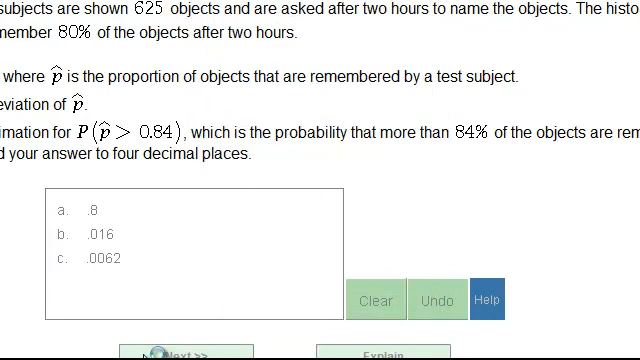 subjects are shown 625 objects and are asked after two hours to name the objects. The histo
member 80% of the objects after two hours.
where p̂ is the proportion of objects that are remembered by a test subject.
eviation of p̂.
imation for P(p̂ > 0.84), which is the probability that more than 84% of the objects are rem
d your answer to four decimal places.
a. .8
b. .016
c. .0062
Clear Undo Help
Next >> Explain